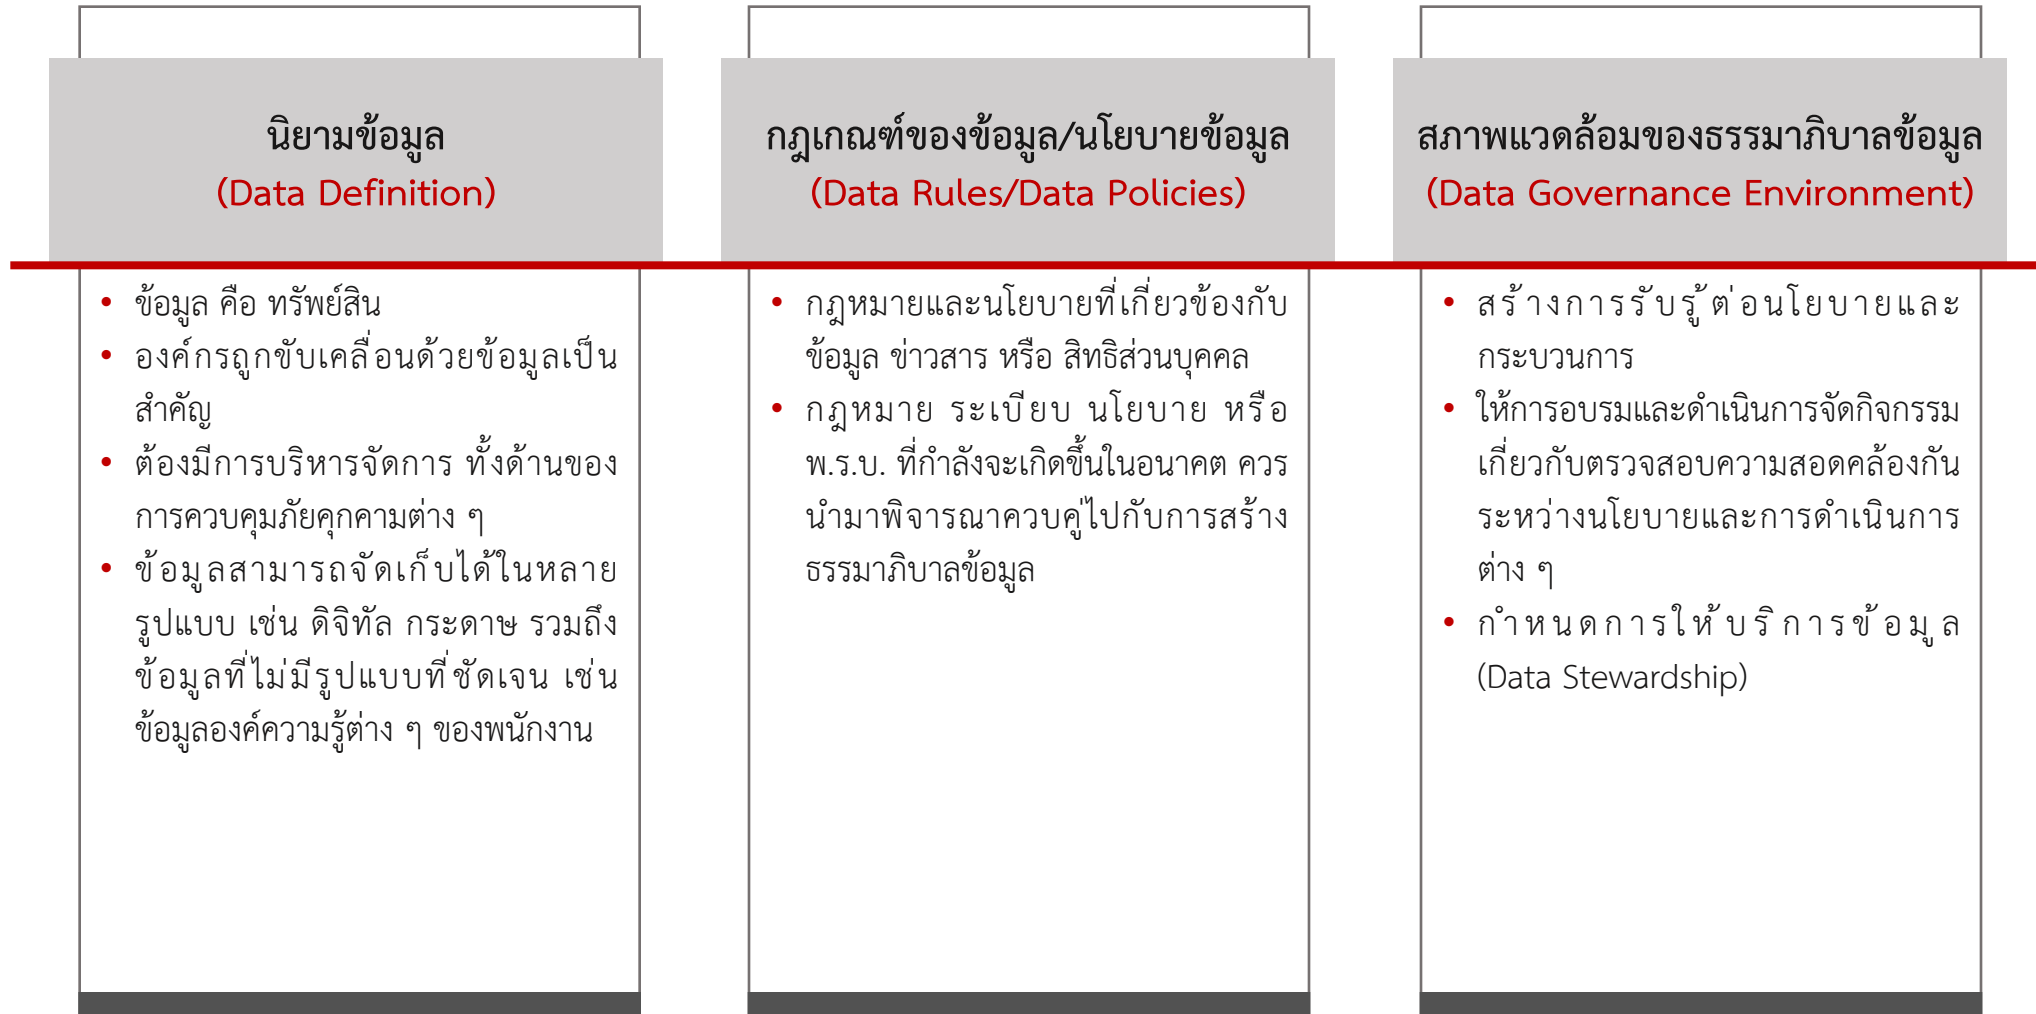 นิยามข้อมูล
(Data Definition)
• ข้อมูล คือ ทรัพย์สิน
• องค์กรถูกขับเคลื่อนด้วยข้อมูลเป็น
สำคัญ
• ต้องมีการบริหารจัดการ ทั้งด้านของ
การควบคุมภัยคุกคามต่าง ๆ
• ข้อมูลสามารถจัดเก็บได้ในหลาย
รูปแบบ เช่น ดิจิทัล กระดาษ รวมถึง
ข้อมูลที่ไม่มีรูปแบบที่ชัดเจน เช่น
ข้อมูลองค์ความรู้ต่าง ๆ ของพนักงาน
กฎเกณฑ์ของข้อมูล/นโยบายข้อมูล
(Data Rules/Data Policies)
• กฎหมายและนโยบายที่เกี่ยวข้องกับ
ข้อมูล ข่าวสาร หรือ สิทธิส่วนบุคคล
• กฎหมาย ระเบียบ นโยบาย หรือ
พ.ร.บ. ที่กำลังจะเกิดขึ้นในอนาคต ควร
นำมาพิจารณาควบคู่ไปกับการสร้าง
ธรรมาภิบาลข้อมูล
สภาพแวดล้อมของธรรมาภิบาลข้อมูล
(Data Governance Environment)
• สร้างการรับรู้ต่อนโยบายและ
กระบวนการ
• ให้การอบรมและดำเนินการจัดกิจกรรม
เกี่ยวกับตรวจสอบความสอดคล้องกัน
ระหว่างนโยบายและการดำเนินการ
ต่าง ๆ
• กำหนดการให้บริการข้อมูล
(Data Stewardship)